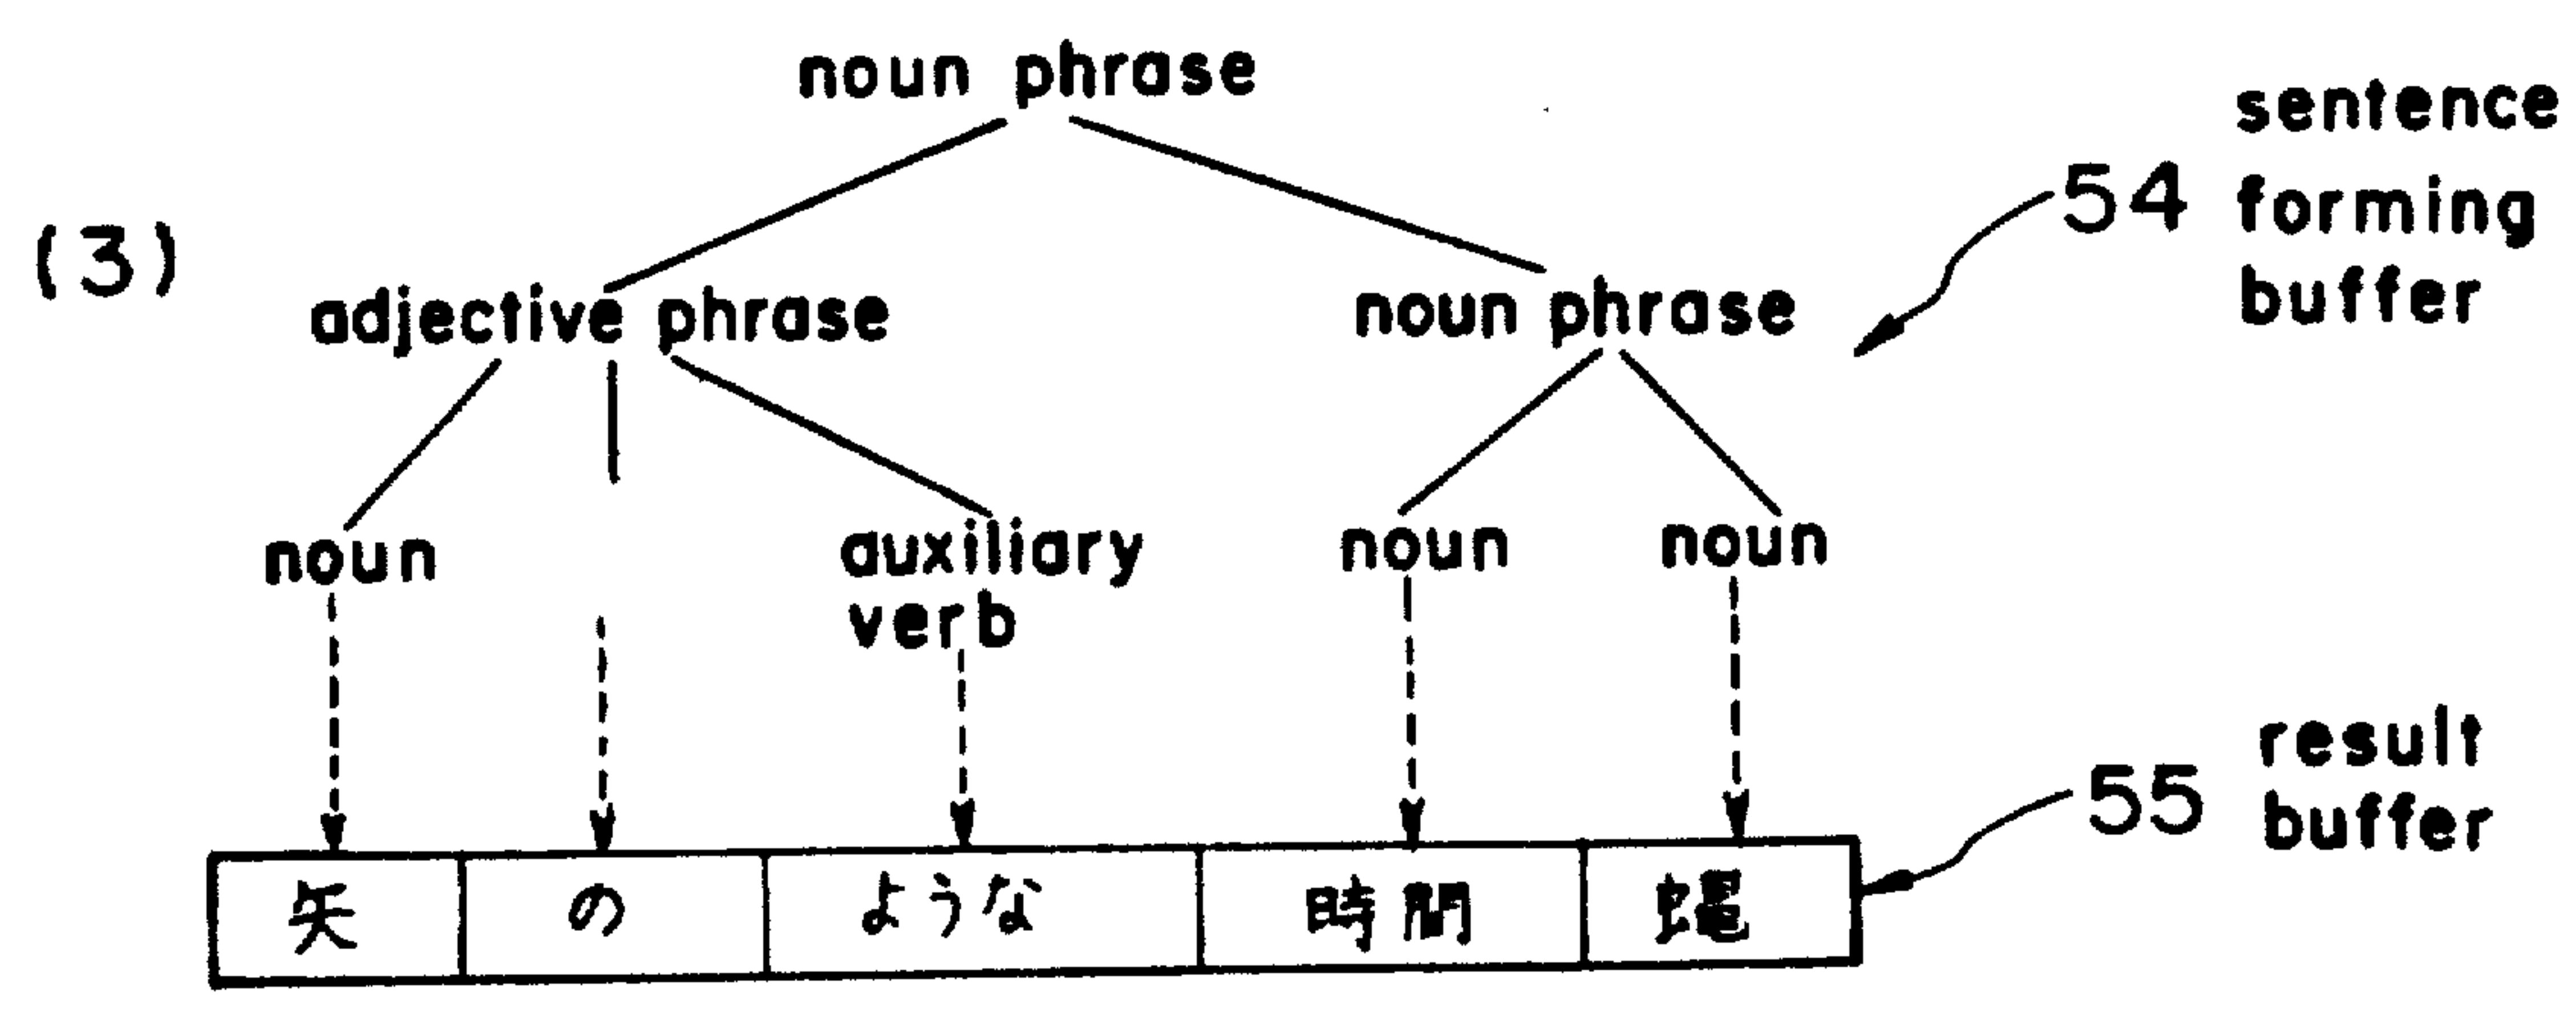 noun phrase
sentence
54 forming
buffer
(3)
adjective phrase
noun phrase
noun
auxiliary
verb
noun
noun
result
55 buffer
矢 の ような 時間 蠅